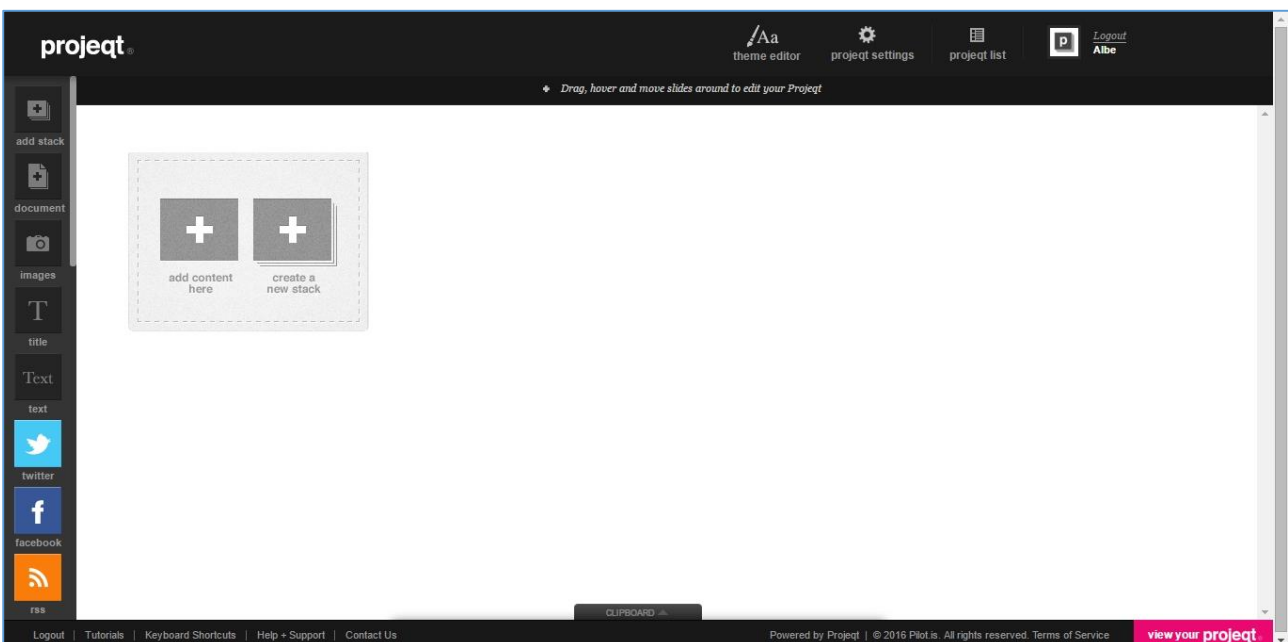 projeqt®
Aa
theme editor
projeqt settings
projeqt list
p
Logout
Albe
Drag, hover and move slides around to edit your Projeqt
add stack
document
images
T
title
Text
text
twitter
f
facebook
rss
add content
here
create a
new stack
CLIPBOARD
Logout | Tutorials | Keyboard Shortcuts | Help + Support | Contact Us
Powered by Projeqt | © 2016 Pilot.is. All rights reserved. Terms of Service
view your projeqt.